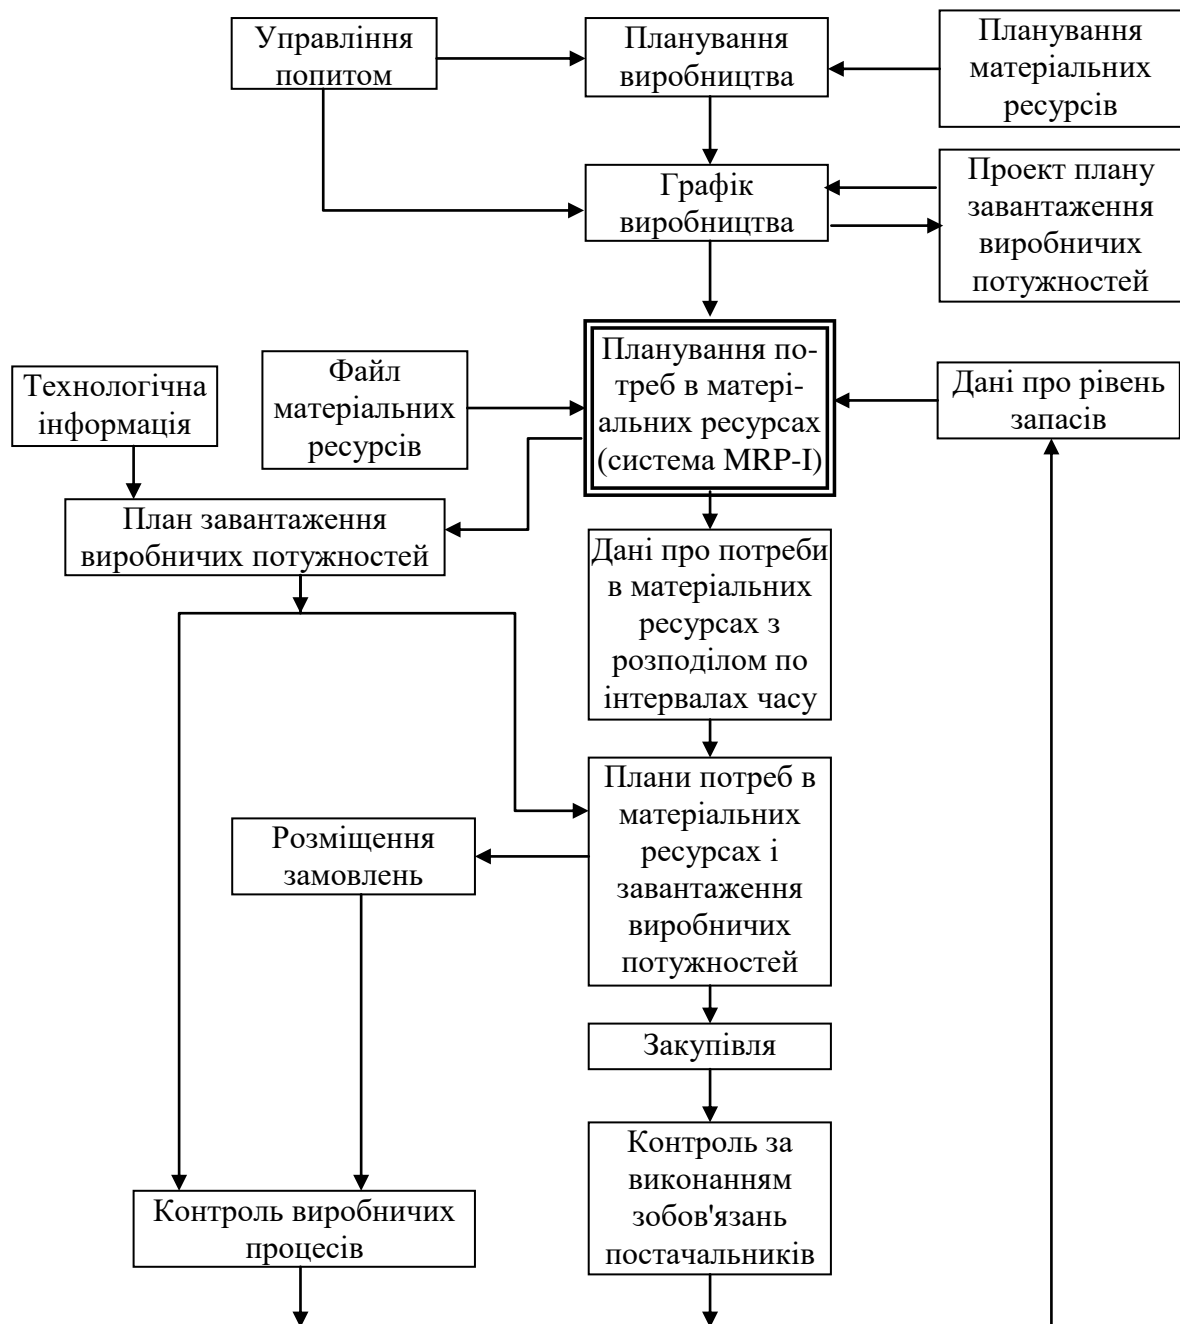 Управління
попитом
Планування
виробництва
Планування
матеріальних
ресурсів
Графік
виробництва
Проект плану
завантаження
виробничих
потужностей
Технологічна
інформація
Файл
матеріальних
ресурсів
Планування по-
треб в матері-
альних ресурсах
(система MRP-I)
Дані про рівень
запасів
План завантаження
виробничих потужностей
Дані про потреби
в матеріальних
ресурсах з
розподілом по
інтервалах часу
Плани потреб в
матеріальних
ресурсах і
завантаження
виробничих
потужностей
Розміщення
замовлень
Закупівля
Контроль за
виконанням
зобов'язань
постачальників
Контроль виробничих
процесів